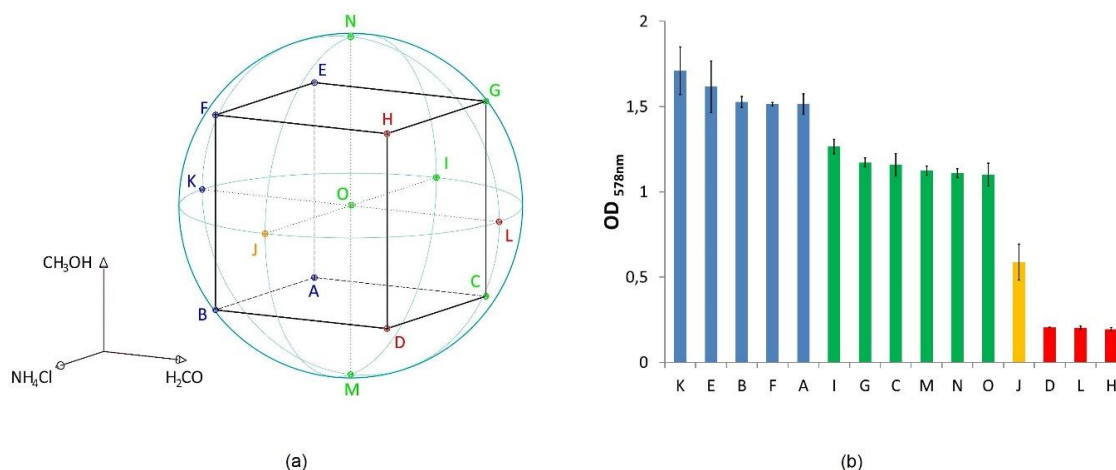 N
E
G
F
H
I
K
O
L
J
CH₃OH
A
C
B
D
NH₄Cl
H₂CO
M
(a)
2
1,5
1
0,5
0
OD 578nm
K E B F A I G C M N O J D L H
(b)